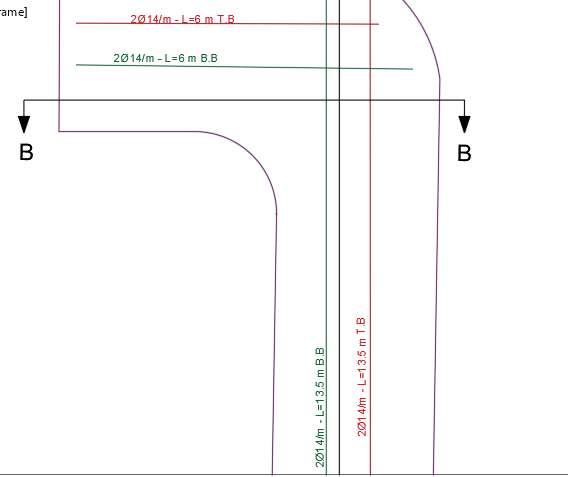 rame]
2Ø14/m - L=6 m T.B
2Ø14/m - L=6 m B.B
B
B
2Ø14/m - L=13.5 m B.B
2Ø14/m - L=13.5 m T.B